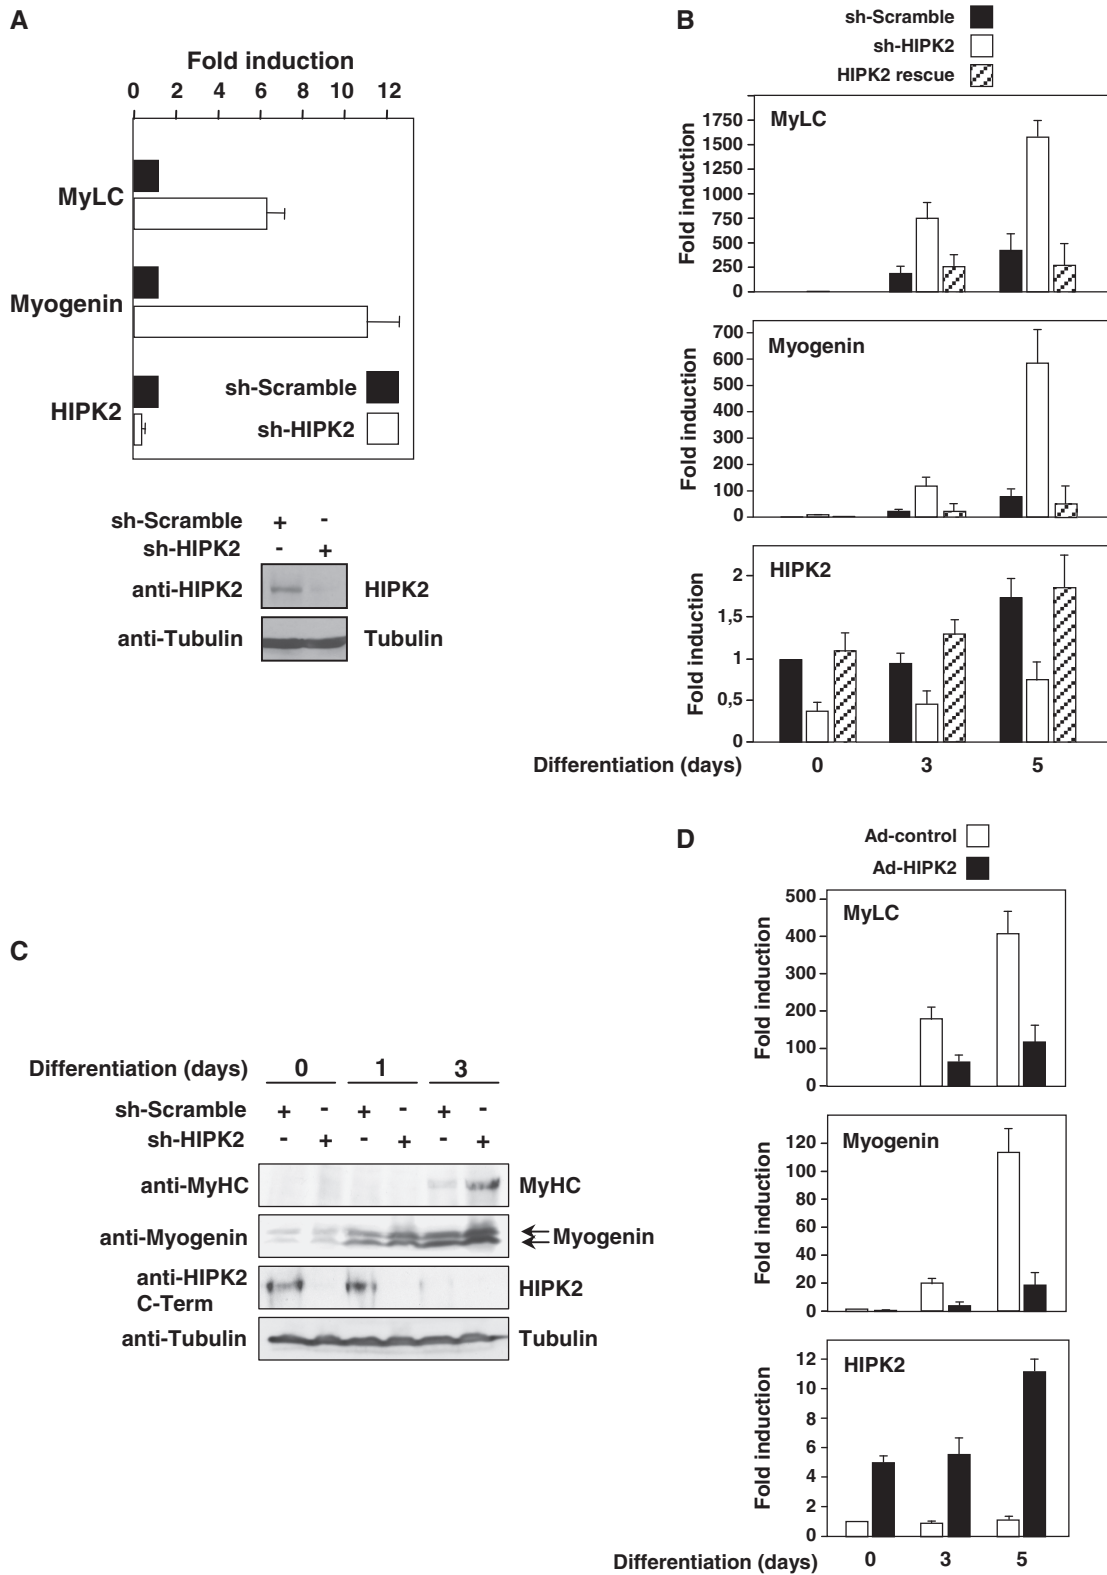 A
Fold induction
0 2 4 6 8 10 12
MyLC
Myogenin
HIPK2
sh-Scramble
sh-HIPK2
sh-Scramble + -
sh-HIPK2 - +
anti-HIPK2 HIPK2
anti-Tubulin Tubulin
B
sh-Scramble
sh-HIPK2
HIPK2 rescue
MyLC
Fold induction
1750
1500
1250
1000
750
500
250
0
Myogenin
Fold induction
700
600
500
400
300
200
100
0
HIPK2
Fold induction
2
1,5
1
0,5
0
Differentiation (days) 0 3 5
C
Differentiation (days) 0 1 3
sh-Scramble + - + - + -
sh-HIPK2 - + - + - +
anti-MyHC MyHC
anti-Myogenin Myogenin
anti-HIPK2
C-Term
HIPK2
anti-Tubulin Tubulin
D
Ad-control
Ad-HIPK2
MyLC
Fold induction
500
400
300
200
100
0
Myogenin
Fold induction
120
100
80
60
40
20
0
HIPK2
Fold induction
12
10
8
6
4
2
0
Differentiation (days) 0 3 5